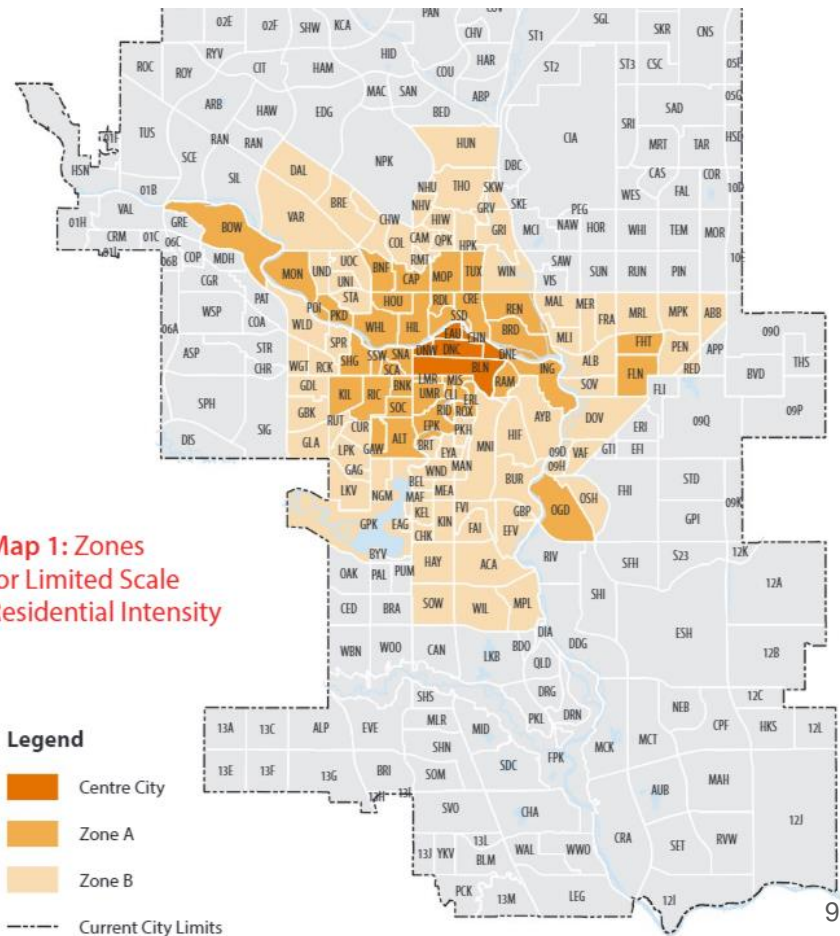 02E 02F SHW KCA PAN COV ST1 SGL SKR CNS
ROC ROY RYV CIT HAM HID COU CHV HAR ST2 ST3 CSC 05F
ARB HAW EDG MAC SAN BED ABP SRI SAD 05G
01F TUS SCE RAN RAN NPK HUN CIA MRT TAR HSD
HSN 01B SIL DAL DBC CAS COR
01H VAL GRE BOW VAR BRE NHU THO SKW SKE WES FAL 10D
CRM 01C 06C CHW NHV HIW GRV PEG NAW HOR WHI TEM MOR
06B COP MDH MON UND UOC COL CAM QPK HPK GRI MCI
CGR UNI BNF RMT MOP TUX WIN SAW VIS SUN RUN PIN 10E
WSP PAT POI STA HOU CAP RDL CRE REN MAL MER FRA MRL MPK ABB
06A COA WLD PKD WHL HIL SSD BRD MLI
ASP STR SPR EAU CHN FHT PEN APP 09O
CHR WGT RCK SHG SSW SNA DNW DNC DNE ING ALB RED BVD THS
SPH GDL KIL RIC SCA BNK LMR MIS BLN RAM SOV FLN FLI 09P
DIS SIG GBK RUT CUR SOC UMR CLI ERL AYB DOV ERI 09Q
GLA LPK GAW ALT RID ROX EPK PKH HIF GTI EFI
GAG BRT EYA MNI 09D 09H VAF
LKV NGM BEL WND MAN BUR OSH FHI STD
GPK EAG MAF MEA FVI GBP OGD GPI 09K
BYV CHK KEL KIN FAI EFV
OAK PAL PUM HAY ACA RIV SFH S23 12K
CED BRA SOW WIL MPL SHI 12A
WBN WOO CAN LKB BDO DIA DDG ESH 12B
QLD
SHS DRG NEB 12C
13A 13C ALP EVE MLR MID PKL DRN MCT CPF HKS 12L
13E 13F 13G BRI SHN SDC FPK MCK
SOM AUB MAH
SVO CHA 12J
13J YKV 13L BLM WAL WWO CRA SET RVW
PCK 13M LEG 12I
Map 1: Zones
or Limited Scale
Residential Intensity
Legend
Centre City
Zone A
Zone B
Current City Limits
9